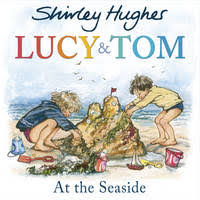 Shirley Hughes
LUCY & TOM
At the Seaside